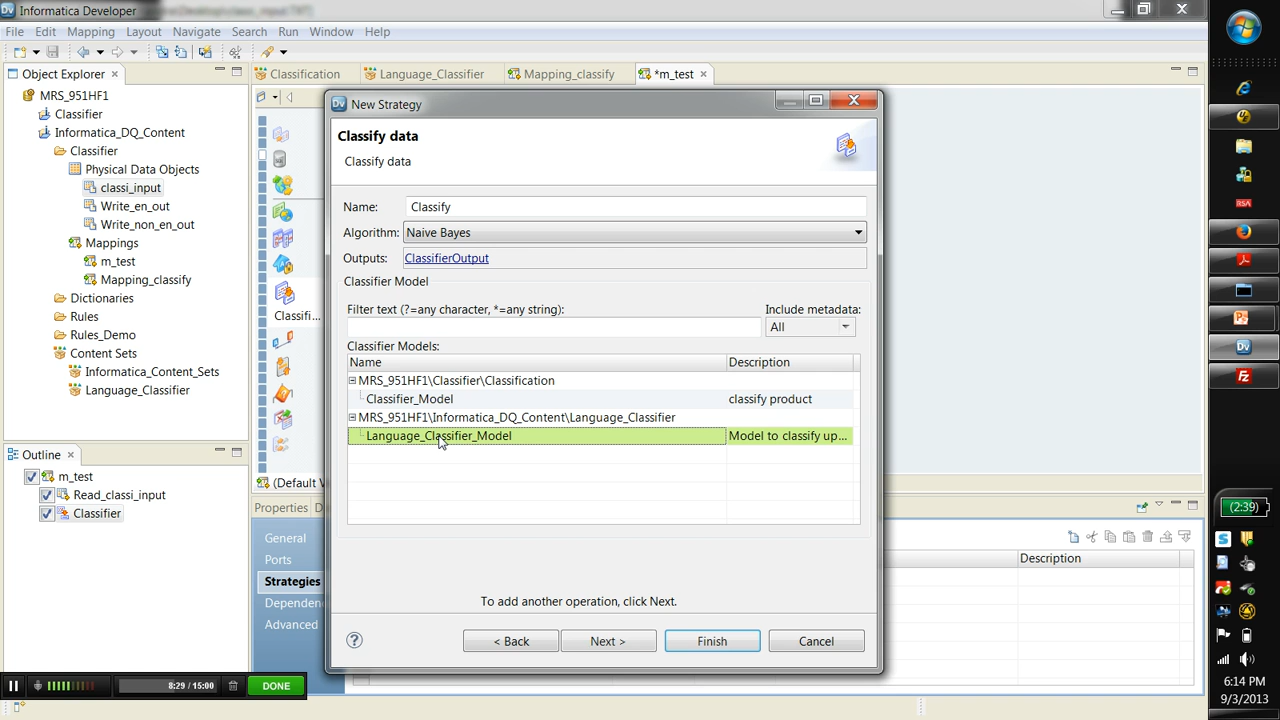 Informatica Developer
File Edit Mapping Layout Navigate Search Run Window Help
Object Explorer
Classification
Language_Classifier
Mapping_classify
*m_test
MRS_951HF1
Classifier
Informatica_DQ_Content
Classifier
Physical Data Objects
classi_input
Write_en_out
Write_non_en_out
Mappings
m_test
Mapping_classify
Dictionaries
Rules
Rules_Demo
Content Sets
Informatica_Content_Sets
Language_Classifier
Outline
m_test
Read_classi_input
Classifier
Classifi...
(Default V
Properties D
General
Ports
Strategies
Dependen
Advanced
Description
New Strategy
Classify data
Classify data
Name: Classify
Algorithm: Naive Bayes
Outputs: ClassifierOutput
Classifier Model
Filter text (?=any character, *=any string):
Include metadata:
All
Classifier Models:
Name Description
MRS_951HF1\Classifier\Classification
Classifier_Model classify product
MRS_951HF1\Informatica_DQ_Content\Language_Classifier
Language_Classifier_Model Model to classify up...
To add another operation, click Next.
< Back Next > Finish Cancel
8:29 / 15:00
DONE
RSA
(2:39)
6:14 PM
9/3/2013